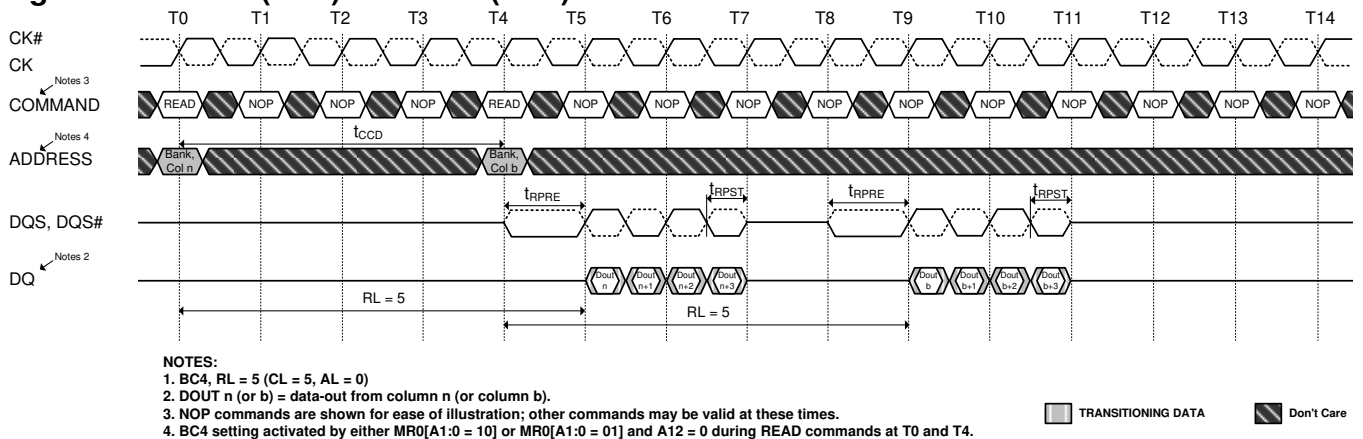 T0 T1 T2 T3 T4 T5 T6 T7 T8 T9 T10 T11 T12 T13 T14
CK#
CK
Notes 3
COMMAND READ NOP NOP NOP READ NOP NOP NOP NOP NOP NOP NOP NOP NOP NOP
tCCD
Notes 4
ADDRESS
Bank, Col n
Bank, Col b
tRPRE tRPST tRPRE tRPST
DQS, DQS#
Notes 2
DQ
Dout n
Dout n+1
Dout n+2
Dout n+3
Dout b
Dout b+1
Dout b+2
Dout b+3
RL = 5
RL = 5
NOTES:
1. BC4, RL = 5 (CL = 5, AL = 0)
2. DOUT n (or b) = data-out from column n (or column b).
3. NOP commands are shown for ease of illustration; other commands may be valid at these times.
4. BC4 setting activated by either MR0[A1:0 = 10] or MR0[A1:0 = 01] and A12 = 0 during READ commands at T0 and T4.
TRANSITIONING DATA Don't Care